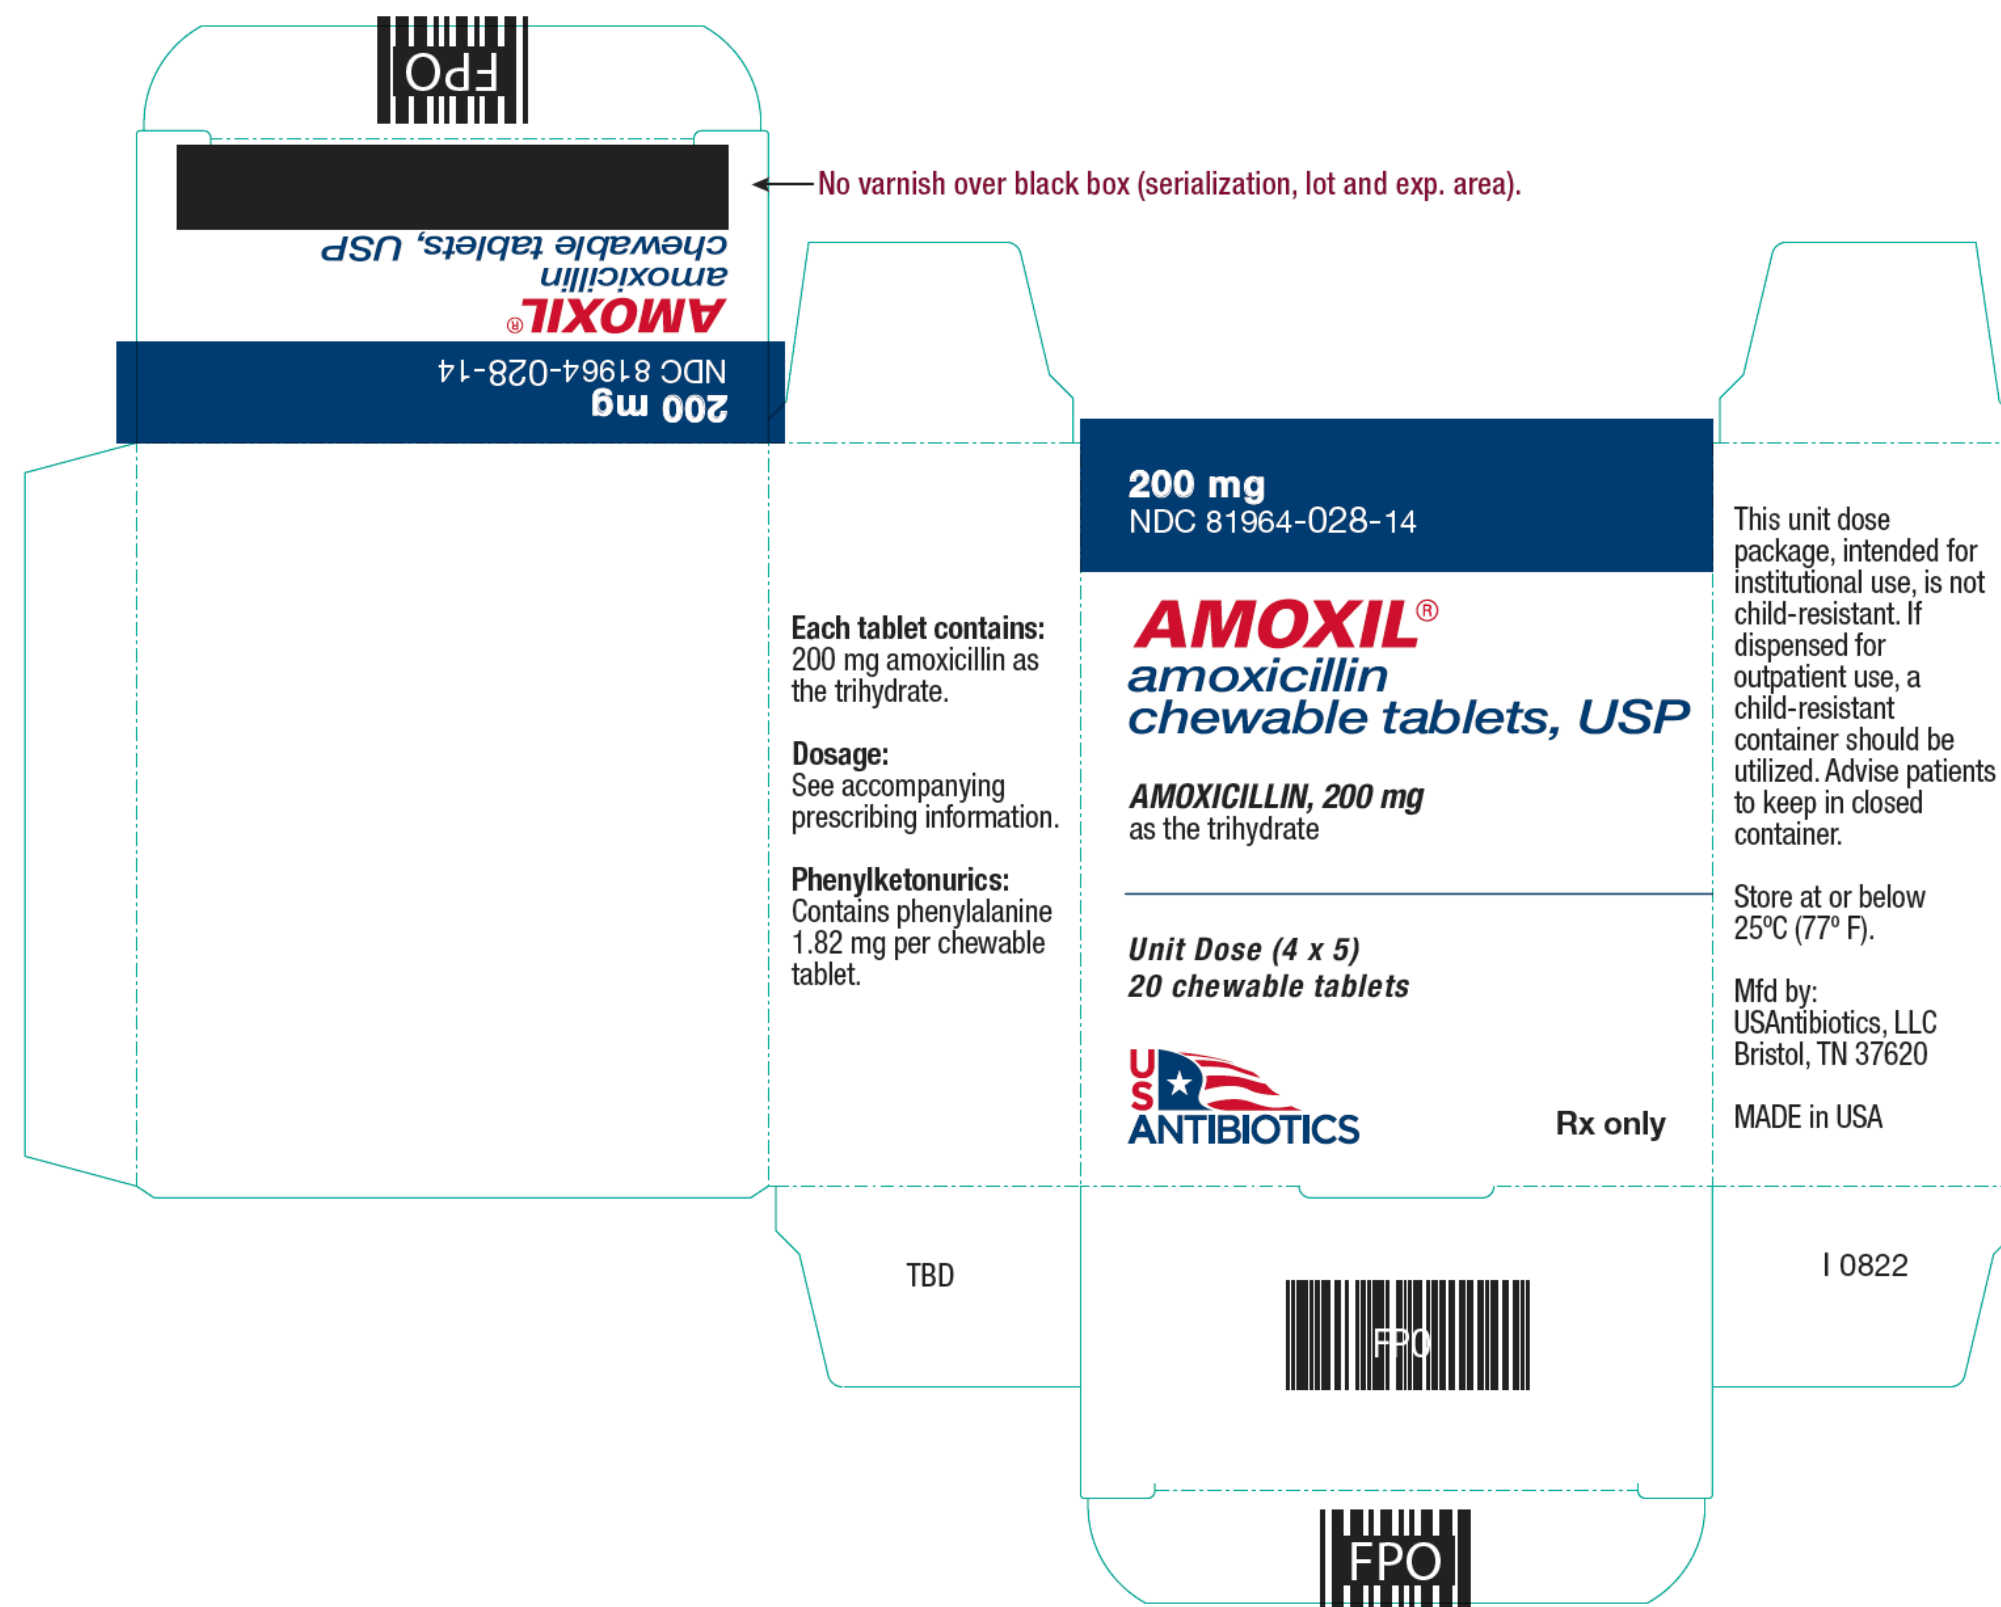 FPO
No varnish over black box (serialization, lot and exp. area).
200 mg
NDC 81964-028-14
AMOXIL®
amoxicillin
chewable tablets, USP
Each tablet contains:
200 mg amoxicillin as
the trihydrate.
Dosage:
See accompanying
prescribing information.
Phenylketonurics:
Contains phenylalanine
1.82 mg per chewable
tablet.
200 mg
NDC 81964-028-14
AMOXIL®
amoxicillin
chewable tablets, USP
AMOXICILLIN, 200 mg
as the trihydrate
Unit Dose (4 x 5)
20 chewable tablets
US
ANTIBIOTICS
Rx only
This unit dose
package, intended for
institutional use, is not
child-resistant. If
dispensed for
outpatient use, a
child-resistant
container should be
utilized. Advise patients
to keep in closed
container.
Store at or below
25ºC (77º F).
Mfd by:
USAntibiotics, LLC
Bristol, TN 37620
MADE in USA
TBD
FPO
I 0822
FPO